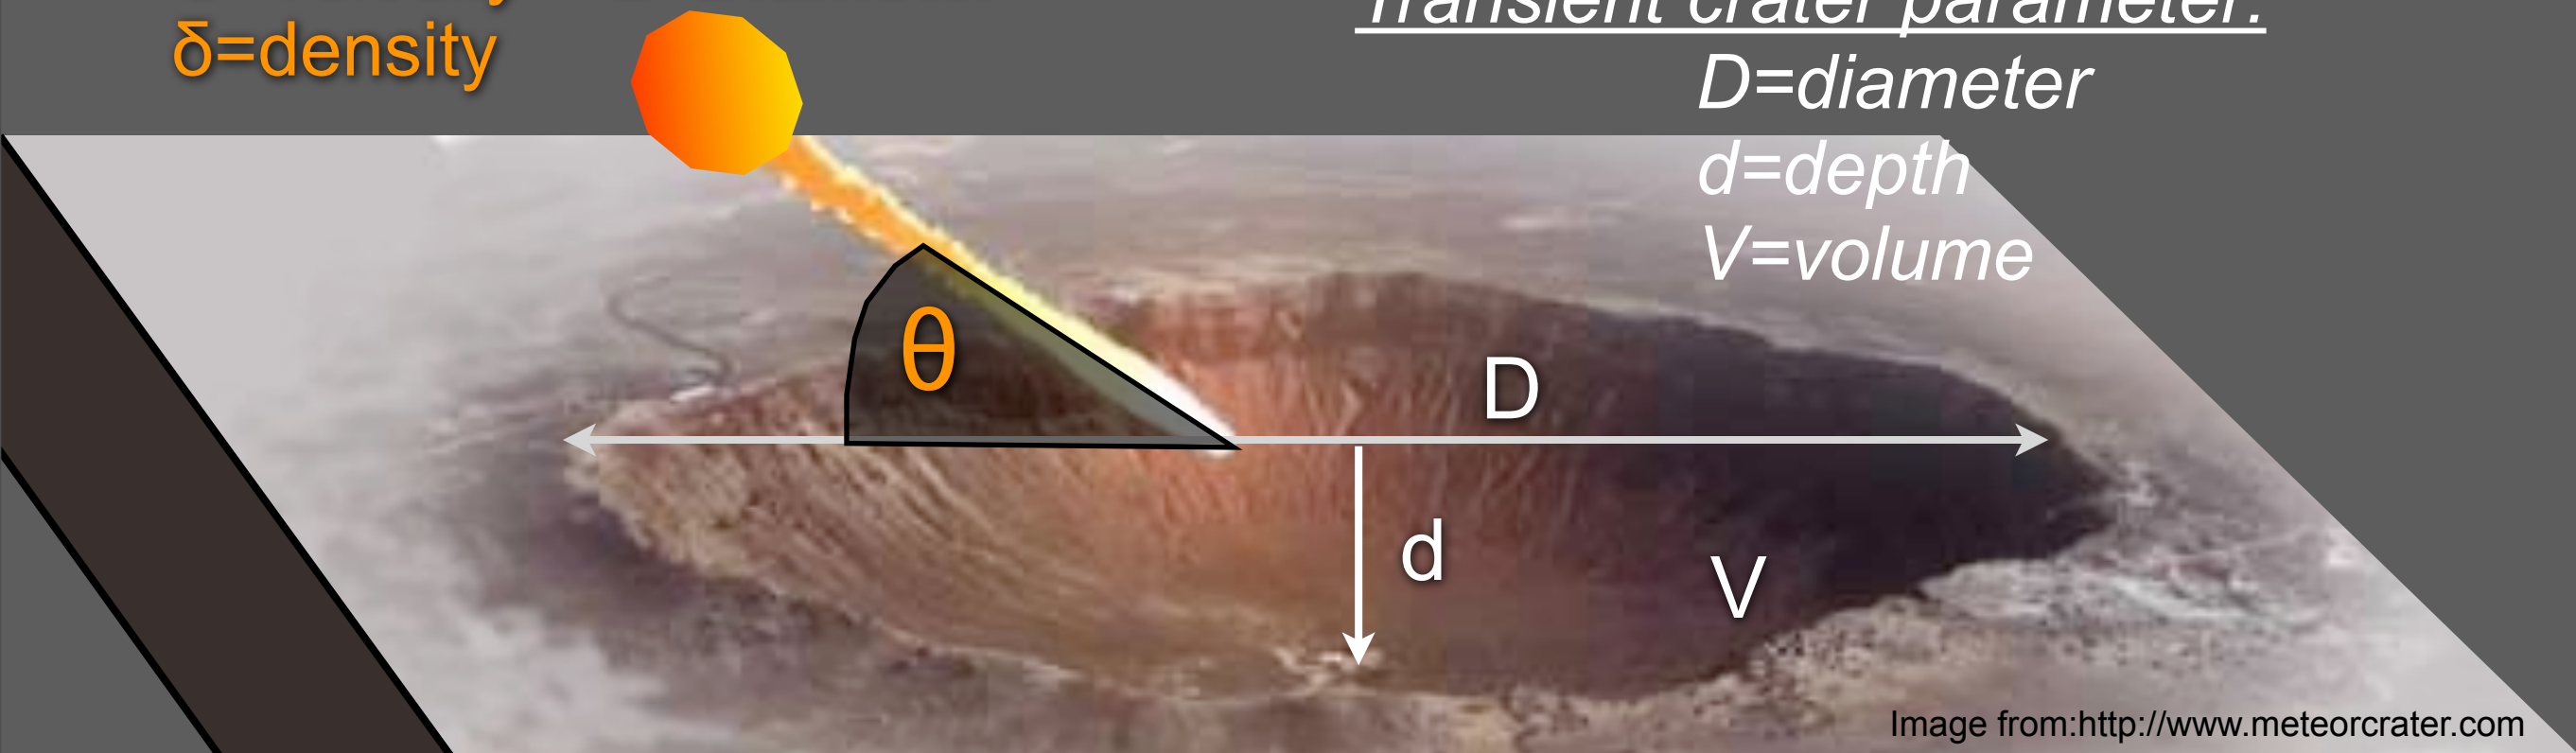 δ=density
Transient crater parameter:
D=diameter
d=depth
V=volume
θ
D
d
V
Image from:http://www.meteorcrater.com